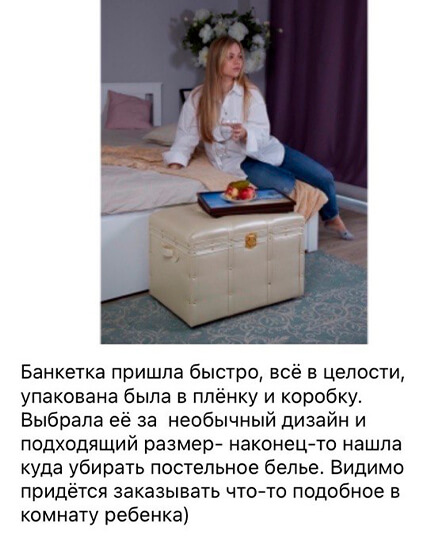 Банкетка пришла быстро, всё в целости,
упакована была в плёнку и коробку.
Выбрала её за  необычный дизайн и
подходящий размер- наконец-то нашла
куда убирать постельное белье. Видимо
придётся заказывать что-то подобное в
комнату ребенка)